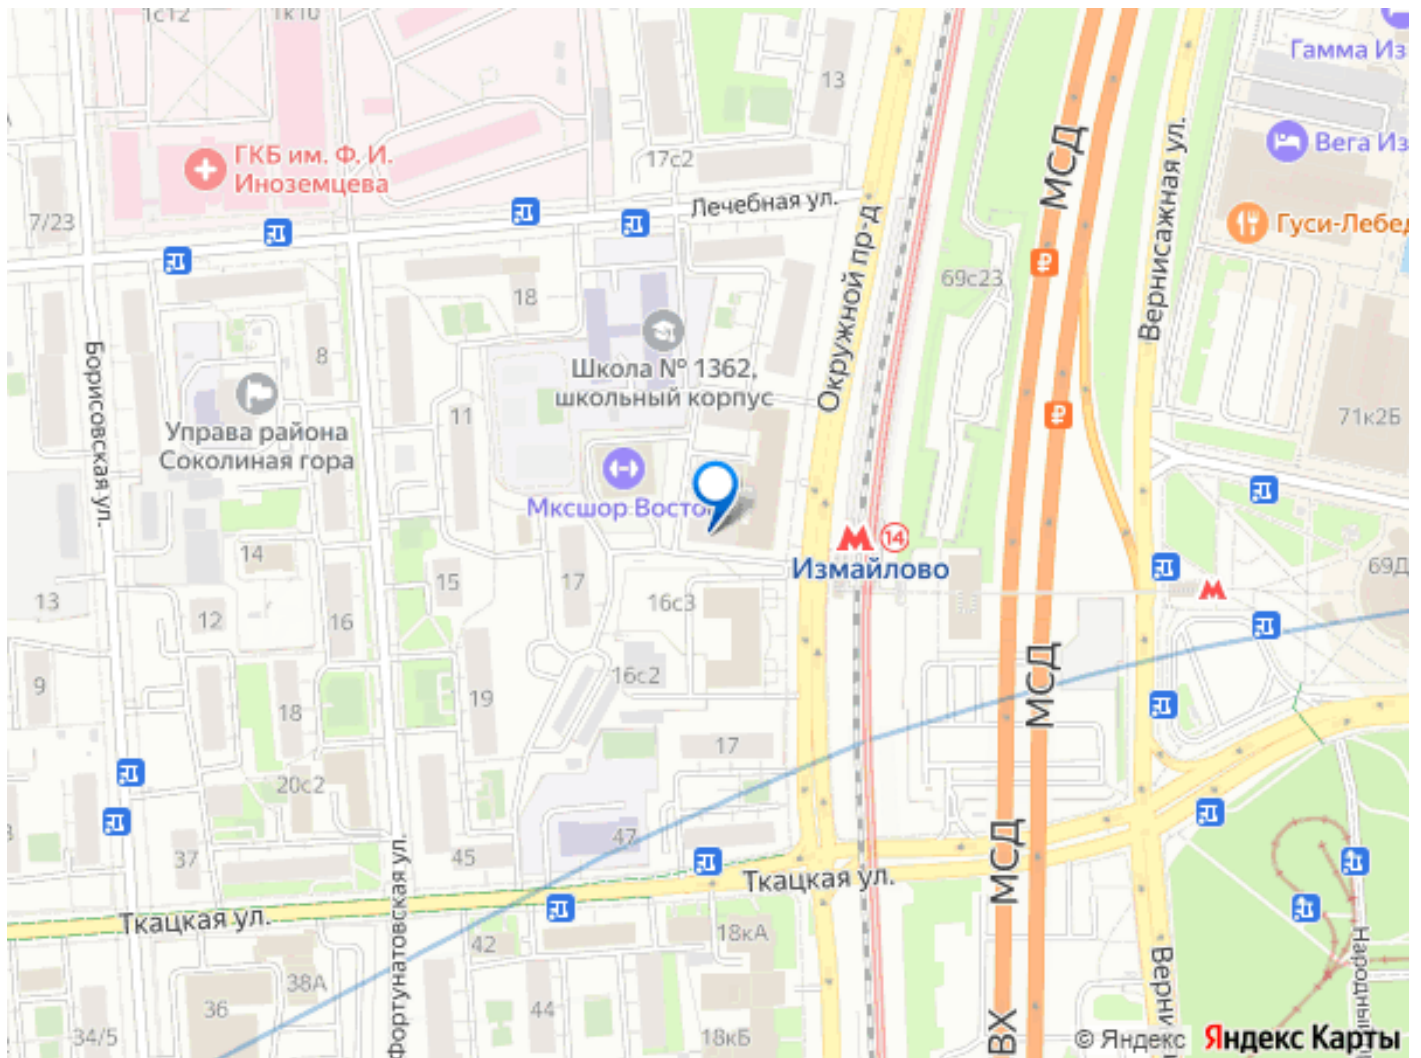 1с12
1к10
Гамма Из
13
ГКБ им. Ф. И.
Иноземцева
17с2
Вега Из
Лечебная ул.
7/23
Гуси-Лебед
МСД
Вернисажная ул.
Окружной пр-д
69с23
18
8
Школа № 1362,
школьный корпус
Борисовская ул.
11
71к2Б
Управа района
Соколиная гора
Мксшор Восто
14
Измайлово
14
15
17
16с3
69Д
13
12
16
16с2
9
18
19
МСД
17
20с2
47
37
45
МСД
Ткацкая ул.
Ткацкая ул.
Фортунатовская ул.
42
18кА
38А
36
44
34/5
18кБ
ВХ
Верни
Народный
© Яндекс Яндекс Карты